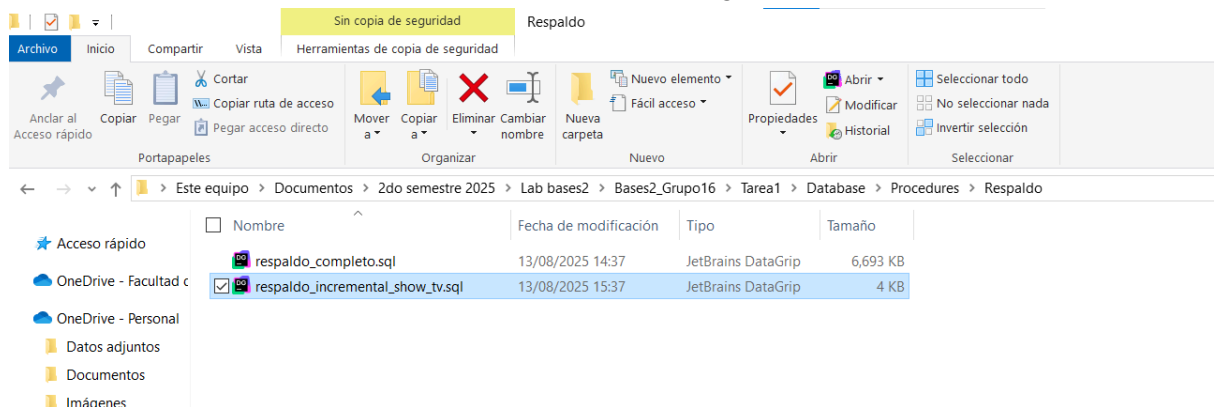 Sin copia de seguridad
Respaldo
Archivo Inicio Compartir Vista Herramientas de copia de seguridad
Anclar al
Acceso rápido
Copiar
Pegar
Cortar
Copiar ruta de acceso
Pegar acceso directo
Portapapeles
Mover
a
Copiar
a
Eliminar
Cambiar
nombre
Organizar
Nueva
carpeta
Nuevo elemento
Fácil acceso
Nuevo
Propiedades
Abrir
Modificar
Historial
Abrir
Seleccionar todo
No seleccionar nada
Invertir selección
Seleccionar
Este equipo > Documentos > 2do semestre 2025 > Lab bases2 > Bases2_Grupo16 > Tarea1 > Database > Procedures > Respaldo
Acceso rápido
OneDrive - Facultad c
OneDrive - Personal
Datos adjuntos
Documentos
Imágenes
Nombre Fecha de modificación Tipo Tamaño
respaldo_completo.sql 13/08/2025 14:37 JetBrains DataGrip 6,693 KB
respaldo_incremental_show_tv.sql 13/08/2025 15:37 JetBrains DataGrip 4 KB